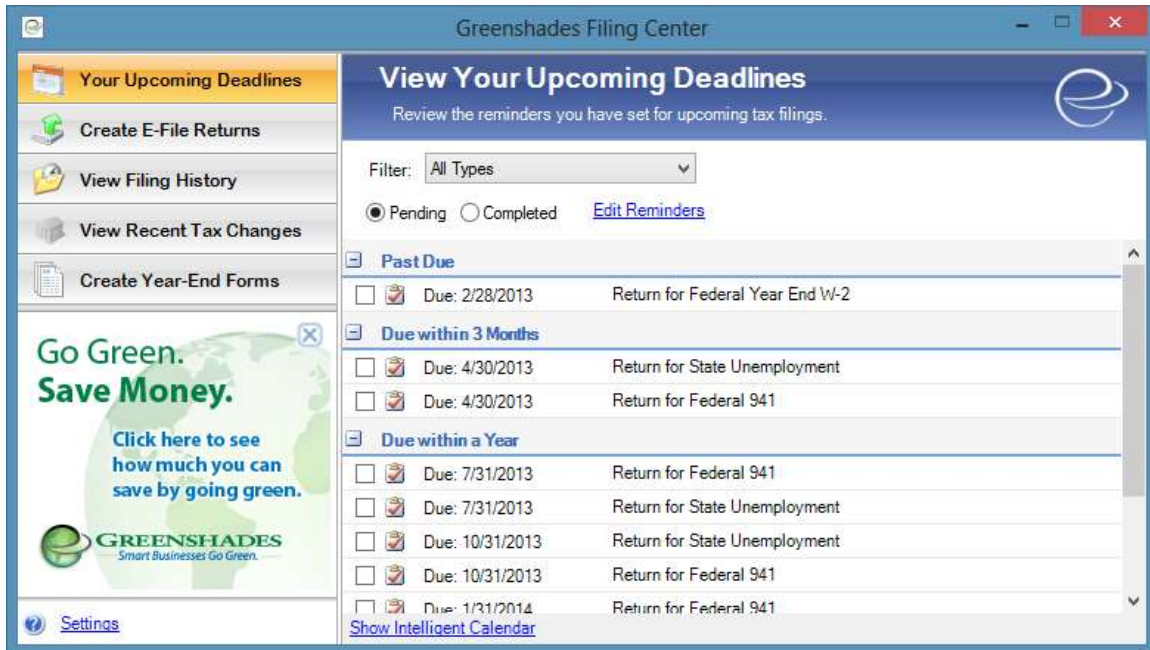 Greenshades Filing Center
Your Upcoming Deadlines
Create E-File Returns
View Filing History
View Recent Tax Changes
Create Year-End Forms
Go Green.
Save Money.
Click here to see
how much you can
save by going green.
GREENSHADES
Smart Businesses Go Green.
Settings
View Your Upcoming Deadlines
Review the reminders you have set for upcoming tax filings.
Filter: All Types
Pending Completed Edit Reminders
Past Due
Due: 2/28/2013 Return for Federal Year End W-2
Due within 3 Months
Due: 4/30/2013 Return for State Unemployment
Due: 4/30/2013 Return for Federal 941
Due within a Year
Due: 7/31/2013 Return for Federal 941
Due: 7/31/2013 Return for State Unemployment
Due: 10/31/2013 Return for State Unemployment
Due: 10/31/2013 Return for Federal 941
Due: 1/31/2014 Return for Federal 941
Show Intelligent Calendar